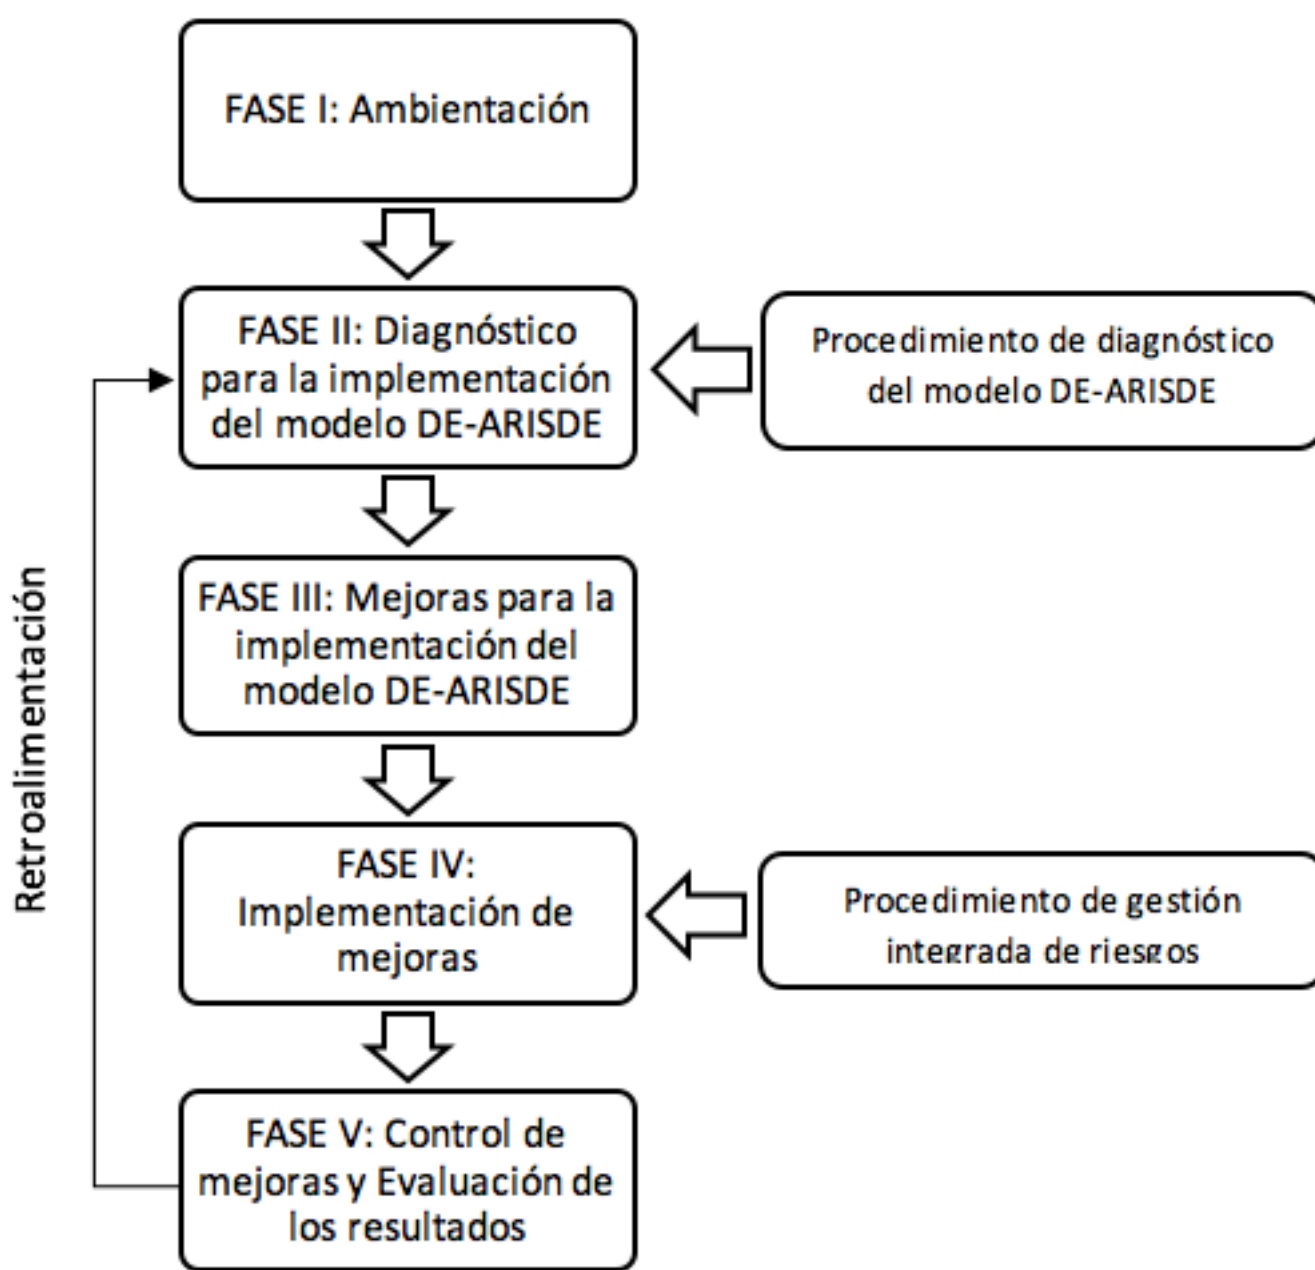 FASE I: Ambientación
FASE II: Diagnóstico
para la implementación
del modelo DE-ARISDE
Procedimiento de diagnóstico
del modelo DE-ARISDE
FASE III: Mejoras para la
implementación del
modelo DE-ARISDE
Retroalimentación
FASE IV:
Implementación de
mejoras
Procedimiento de gestión
integrada de riesgos
FASE V: Control de
mejoras y Evaluación de
los resultados